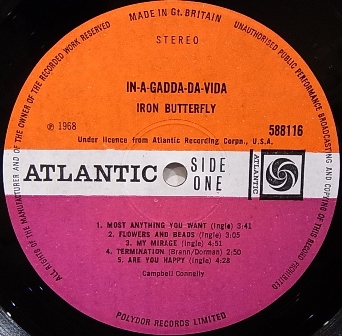 MADE IN Gt. BRITAIN
ALL RIGHTS OF THE MANUFACTURER AND OF THE OWNER OF THE RECORDED WORK RESERVED
UNAUTHORISED PUBLIC PERFORMANCE BROADCASTING AND COPYING OF THIS RECORD PROHIBITED
STEREO
IN-A-GADDA-DA-VIDA
IRON BUTTERFLY
℗ 1968
588116
Under licence from Atlantic Recording Corpn., U.S.A.
ATLANTIC
SIDE
ONE
ATLANTIC
1. MOST ANYTHING YOU WANT (Ingle) 3:41
2. FLOWERS AND BEADS (Ingle) 3:05
3. MY MIRAGE (Ingle) 4:51
4. TERMINATION (Brann/Dorman) 2:50
5. ARE YOU HAPPY (Ingle) 4:28
Campbell Connelly
POLYDOR RECORDS LIMITED